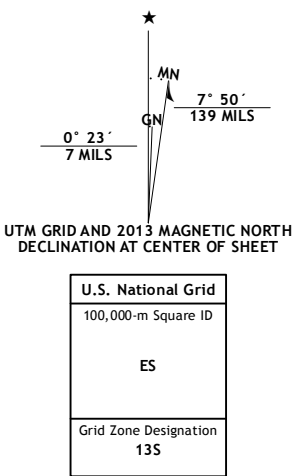 ★
MN
GN
7° 50´
139 MILS
0° 23´
7 MILS
UTM GRID AND 2013 MAGNETIC NORTH
DECLINATION AT CENTER OF SHEET
U.S. National Grid
100,000-m Square ID
ES
Grid Zone Designation
13S